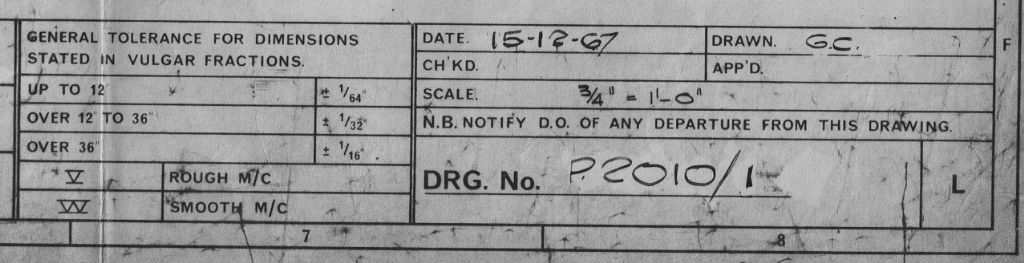 GENERAL TOLERANCE FOR DIMENSIONS
STATED IN VULGAR FRACTIONS.
UP TO 12" ± 1/64"
OVER 12" TO 36" ± 1/32"
OVER 36" ± 1/16"
ROUGH M/C
SMOOTH M/C
DATE. 15-12-67 DRAWN. G.C.
CH'KD. APP'D.
SCALE. 3/4" = 1'-0"
N.B. NOTIFY D.O. OF ANY DEPARTURE FROM THIS DRAWING.
DRG. No. P2010/1 L
F
7 8